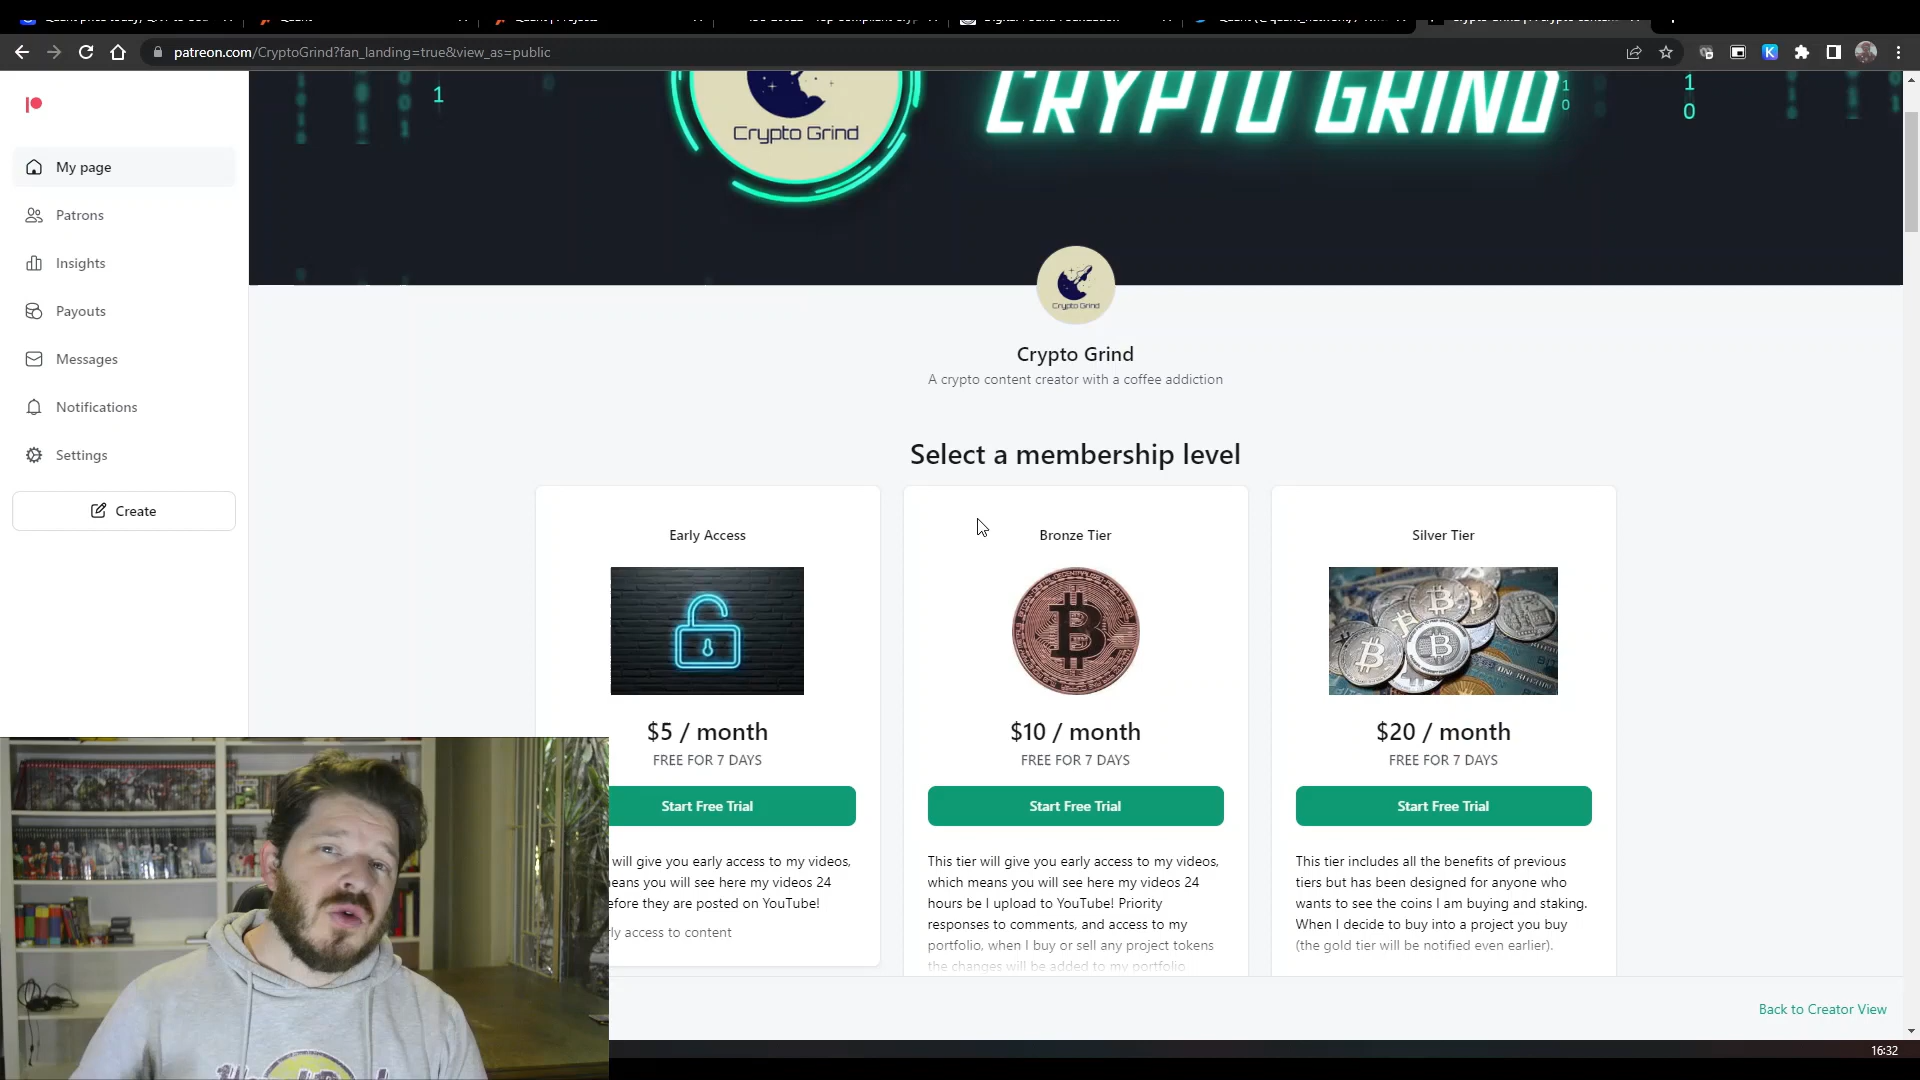 patreon.com/CryptoGrind?fan_landing=true&view_as=public
CRYPTO GRIND
Crypto Grind
My page
Patrons
Insights
Payouts
Messages
Notifications
Settings
Create
Crypto Grind
Crypto Grind
A crypto content creator with a coffee addiction
Select a membership level
Early Access
$5 / month
FREE FOR 7 DAYS
Start Free Trial
will give you early access to my videos,
you will see here my videos 24
they are posted on YouTube!
access to content
Bronze Tier
$10 / month
FREE FOR 7 DAYS
Start Free Trial
This tier will give you early access to my videos,
which means you will see here my videos 24
hours be I upload to YouTube! Priority
responses to comments, and access to my
portfolio, when I buy or sell any project tokens
the changes will be added to my portfolio
Silver Tier
$20 / month
FREE FOR 7 DAYS
Start Free Trial
This tier includes all the benefits of previous
tiers but has been designed for anyone who
wants to see the coins I am buying and staking.
When I decide to buy into a project you buy
(the gold tier will be notified even earlier).
Back to Creator View
16:32